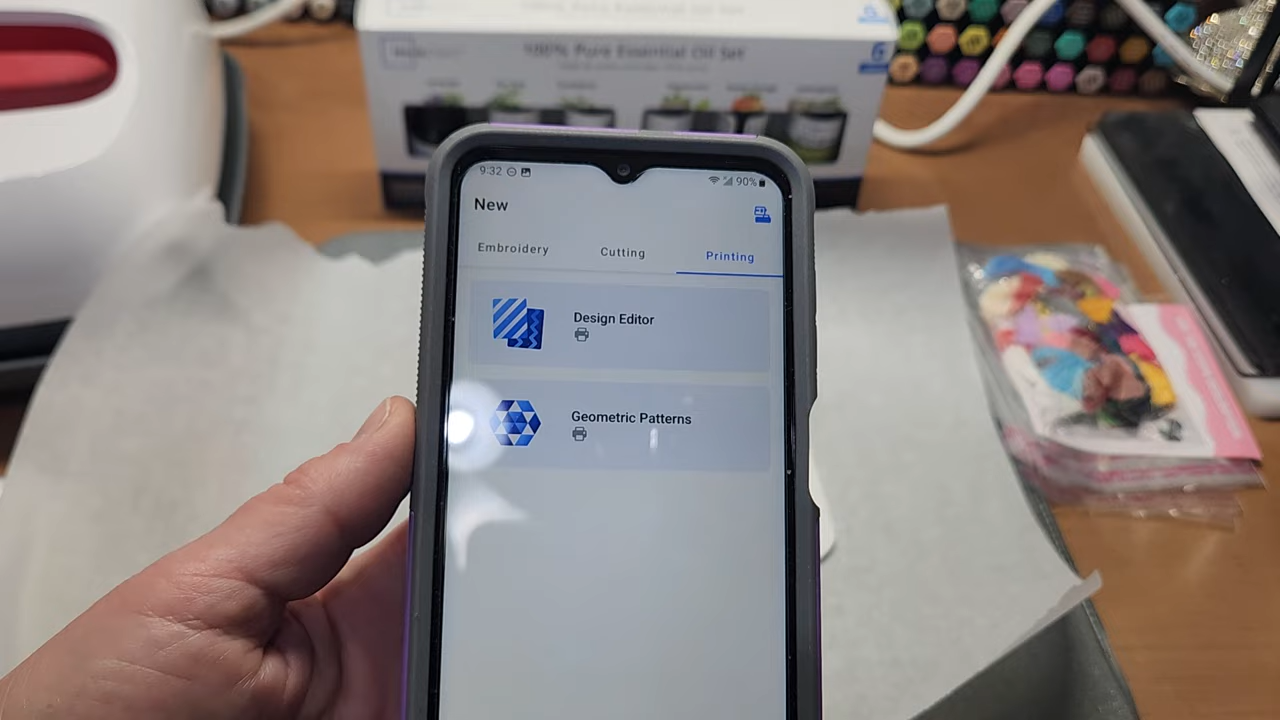 100% Pure Essential Oil Set
9:32
90%
New
Embroidery
Cutting
Printing
Design Editor
Geometric Patterns